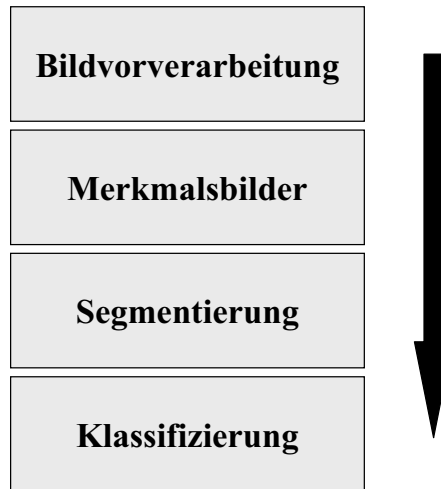 Bildvorverarbeitung
Merkmalsbilder
Segmentierung
Klassifizierung